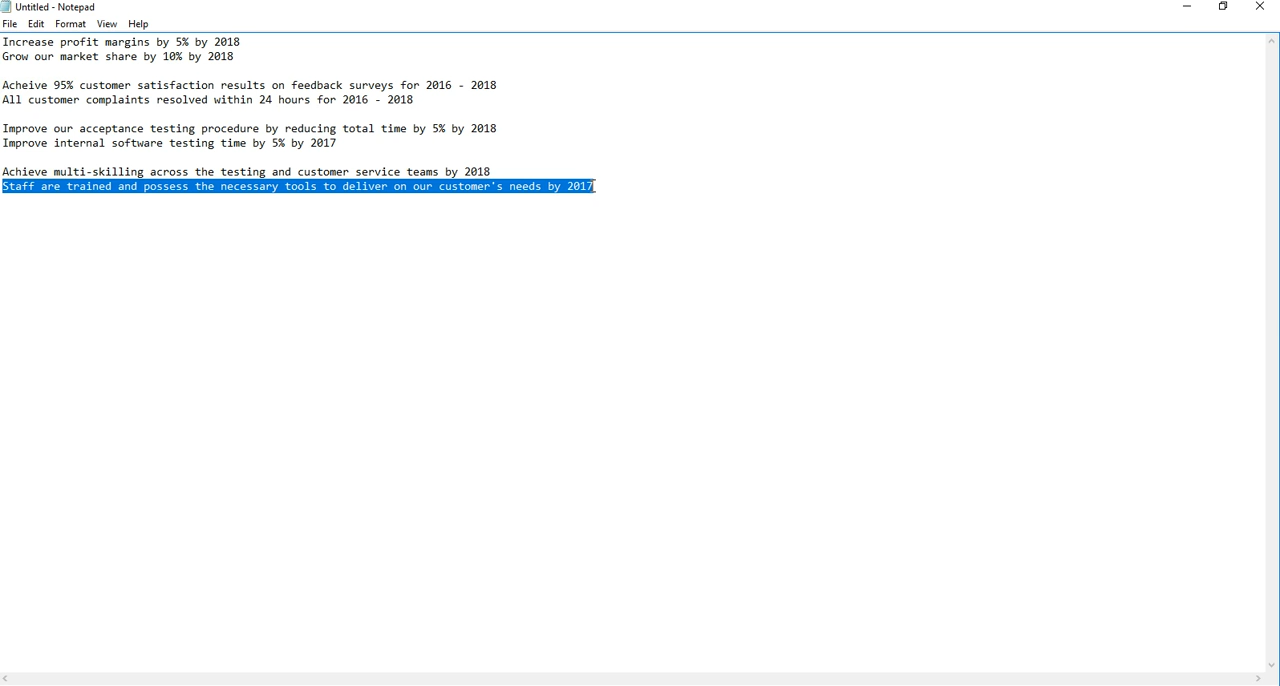 Untitled - Notepad
File Edit Format View Help
Increase profit margins by 5% by 2018
Grow our market share by 10% by 2018
Acheive 95% customer satisfaction results on feedback surveys for 2016 - 2018
All customer complaints resolved within 24 hours for 2016 - 2018
Improve our acceptance testing procedure by reducing total time by 5% by 2018
Improve internal software testing time by 5% by 2017
Achieve multi-skilling across the testing and customer service teams by 2018
Staff are trained and possess the necessary tools to deliver on our customer's needs by 2017